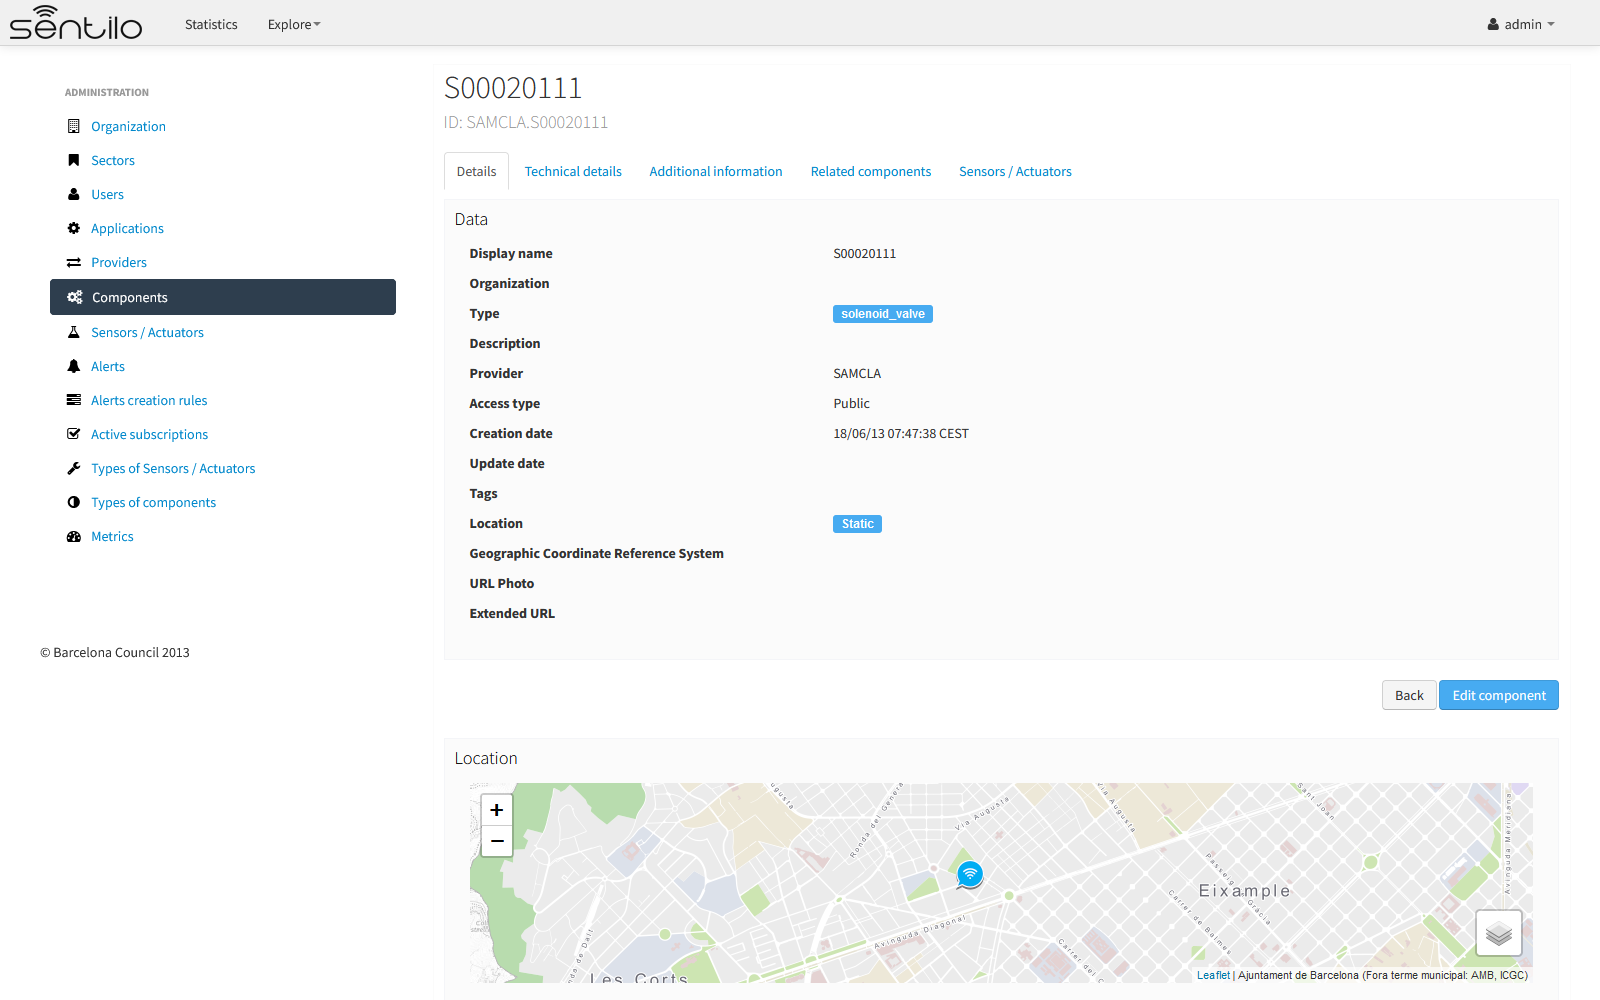 sentilo
Statistics
Explore
admin
ADMINISTRATION
Organization
Sectors
Users
Applications
Providers
Components
Sensors / Actuators
Alerts
Alerts creation rules
Active subscriptions
Types of Sensors / Actuators
Types of components
Metrics
© Barcelona Council 2013
S00020111
ID: SAMCLA.S00020111
Details
Technical details
Additional information
Related components
Sensors / Actuators
Data
Display name S00020111
Organization
Type solenoid_valve
Description
Provider SAMCLA
Access type Public
Creation date 18/06/13 07:47:38 CEST
Update date
Tags
Location Static
Geographic Coordinate Reference System
URL Photo
Extended URL
Back
Edit component
Location
+
−
Ronda del General
Via Augusta
Via Augusta
Sant Joan
Avinguda Meridiana
Passeig de Gràcia
Eixample
Carrer de Balmes
Avinguda Diagonal
Carrer del
Les Corts
Leaflet | Ajuntament de Barcelona (Fora terme municipal: AMB, ICGC)